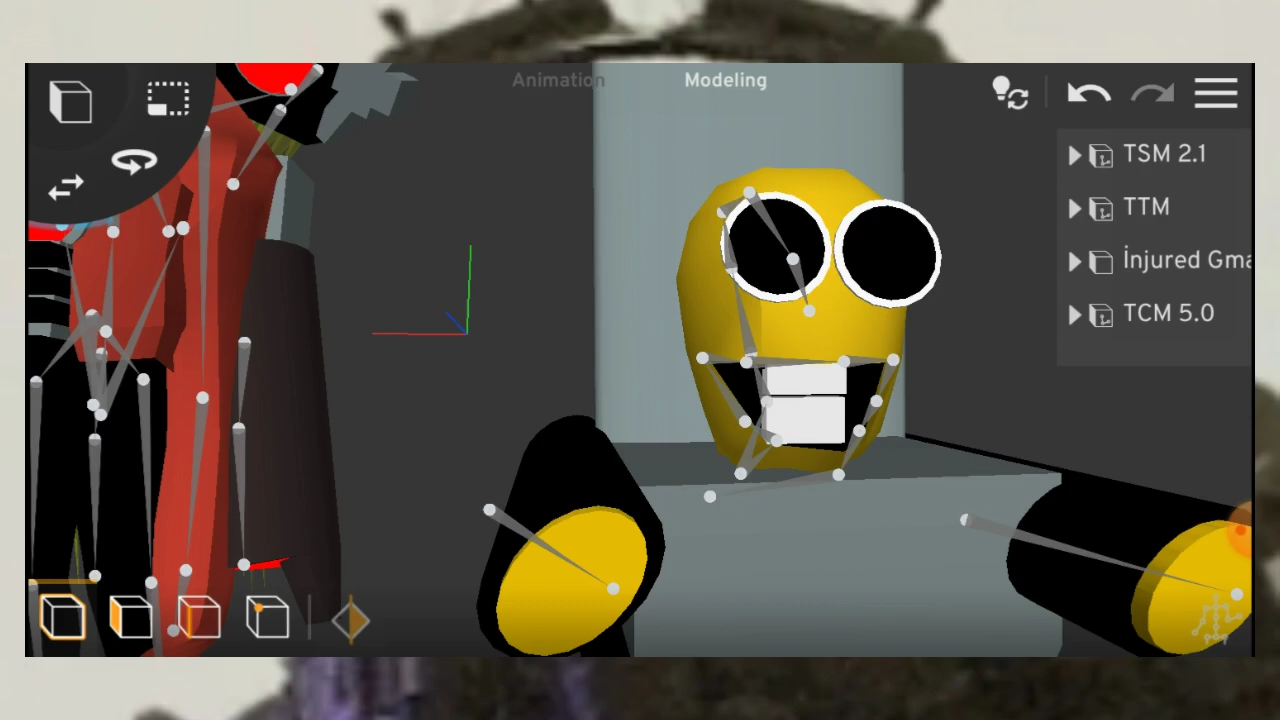 Animation
Modeling
TSM 2.1
TTM
İnjured Gma
TCM 5.0